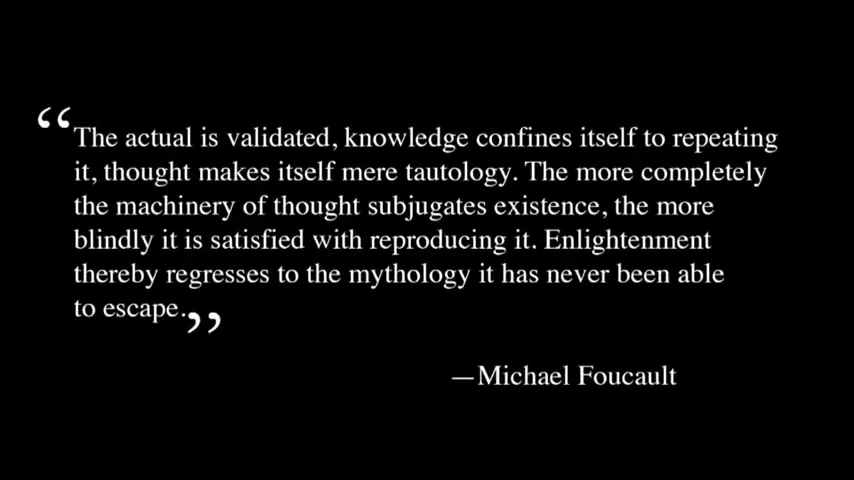 “The actual is validated, knowledge confines itself to repeating
it, thought makes itself mere tautology. The more completely
the machinery of thought subjugates existence, the more
blindly it is satisfied with reproducing it. Enlightenment
thereby regresses to the mythology it has never been able
to escape.”
—Michael Foucault